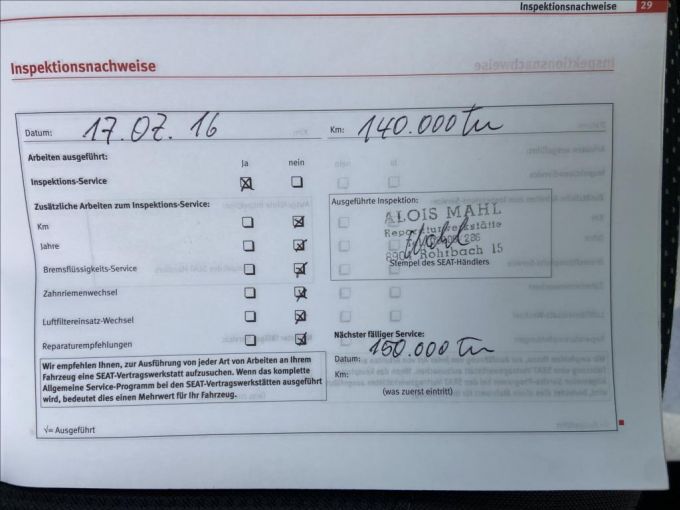 Inspektionsnachweise 29
Inspektionsnachweise
Datum: 17.07.16 Km: 140.000 Km
Arbeiten ausgeführt:
Ja nein
Inspektions-Service
Zusätzliche Arbeiten zum Inspektions-Service:
Km
Jahre
Bremsflüssigkeits-Service
Zahnriemenwechsel
Luftfiltereinsatz-Wechsel
Reparaturempfehlungen
Ausgeführte Inspektion:
ALOIS MAHL
Reparaturwerkstätte
Rohrbach 15
Stempel des SEAT-Händlers
Nächster fälliger Service:
150.000 Km
Datum:
Km:
(was zuerst eintritt)
Wir empfehlen Ihnen, zur Ausführung von jeder Art von Arbeiten an Ihrem
Fahrzeug eine SEAT-Vertragswerkstatt aufzusuchen. Wenn das komplette
Allgemeine Service-Programm bei den SEAT-Vertragswerkstätten ausgeführt
wird, bedeutet dies einen Mehrwert für Ihr Fahrzeug.
√= Ausgeführt